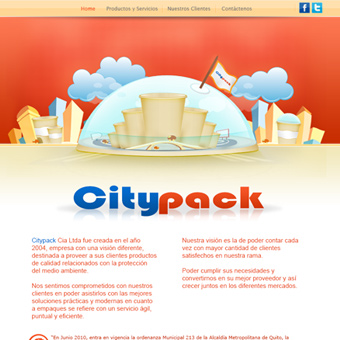 Home Productos y Servicios Nuestros Clientes Contáctenos
Citypack
Citypack
Citypack Cia Ltda fue creada en el año
2004, empresa con una visión diferente,
destinada a proveer a sus clientes productos
de calidad relacionados con la protección
del medio ambiente.
Nos sentimos comprometidos con nuestros
clientes en poder asistirlos con las mejores
soluciones prácticas y modernas en cuanto
a empaques se refiere con un servicio ágil,
puntual y eficiente.
Nuestra visión es la de poder contar cada
vez con mayor cantidad de clientes
satisfechos en nuestra rama.
Poder cumplir sus necesidades y
convertirnos en su mejor proveedor y así
crecer juntos en los diferentes mercados.
"En Junio 2010, entra en vigencia la ordenanza Municipal 213 de la Alcaldía Metropolitana de Quito, la